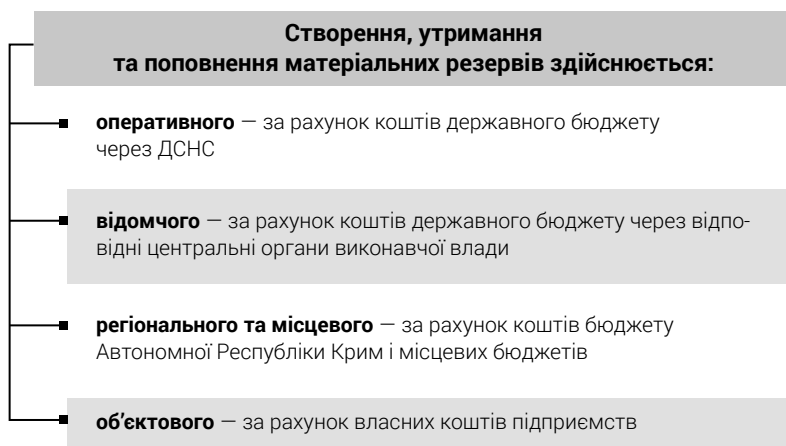 Створення, утримання
та поповнення матеріальних резервів здійснюється:
оперативного — за рахунок коштів державного бюджету
через ДСНС
відомчого — за рахунок коштів державного бюджету через відпо-
відні центральні органи виконавчої влади
регіонального та місцевого — за рахунок коштів бюджету
Автономної Республіки Крим і місцевих бюджетів
об’єктового — за рахунок власних коштів підприємств